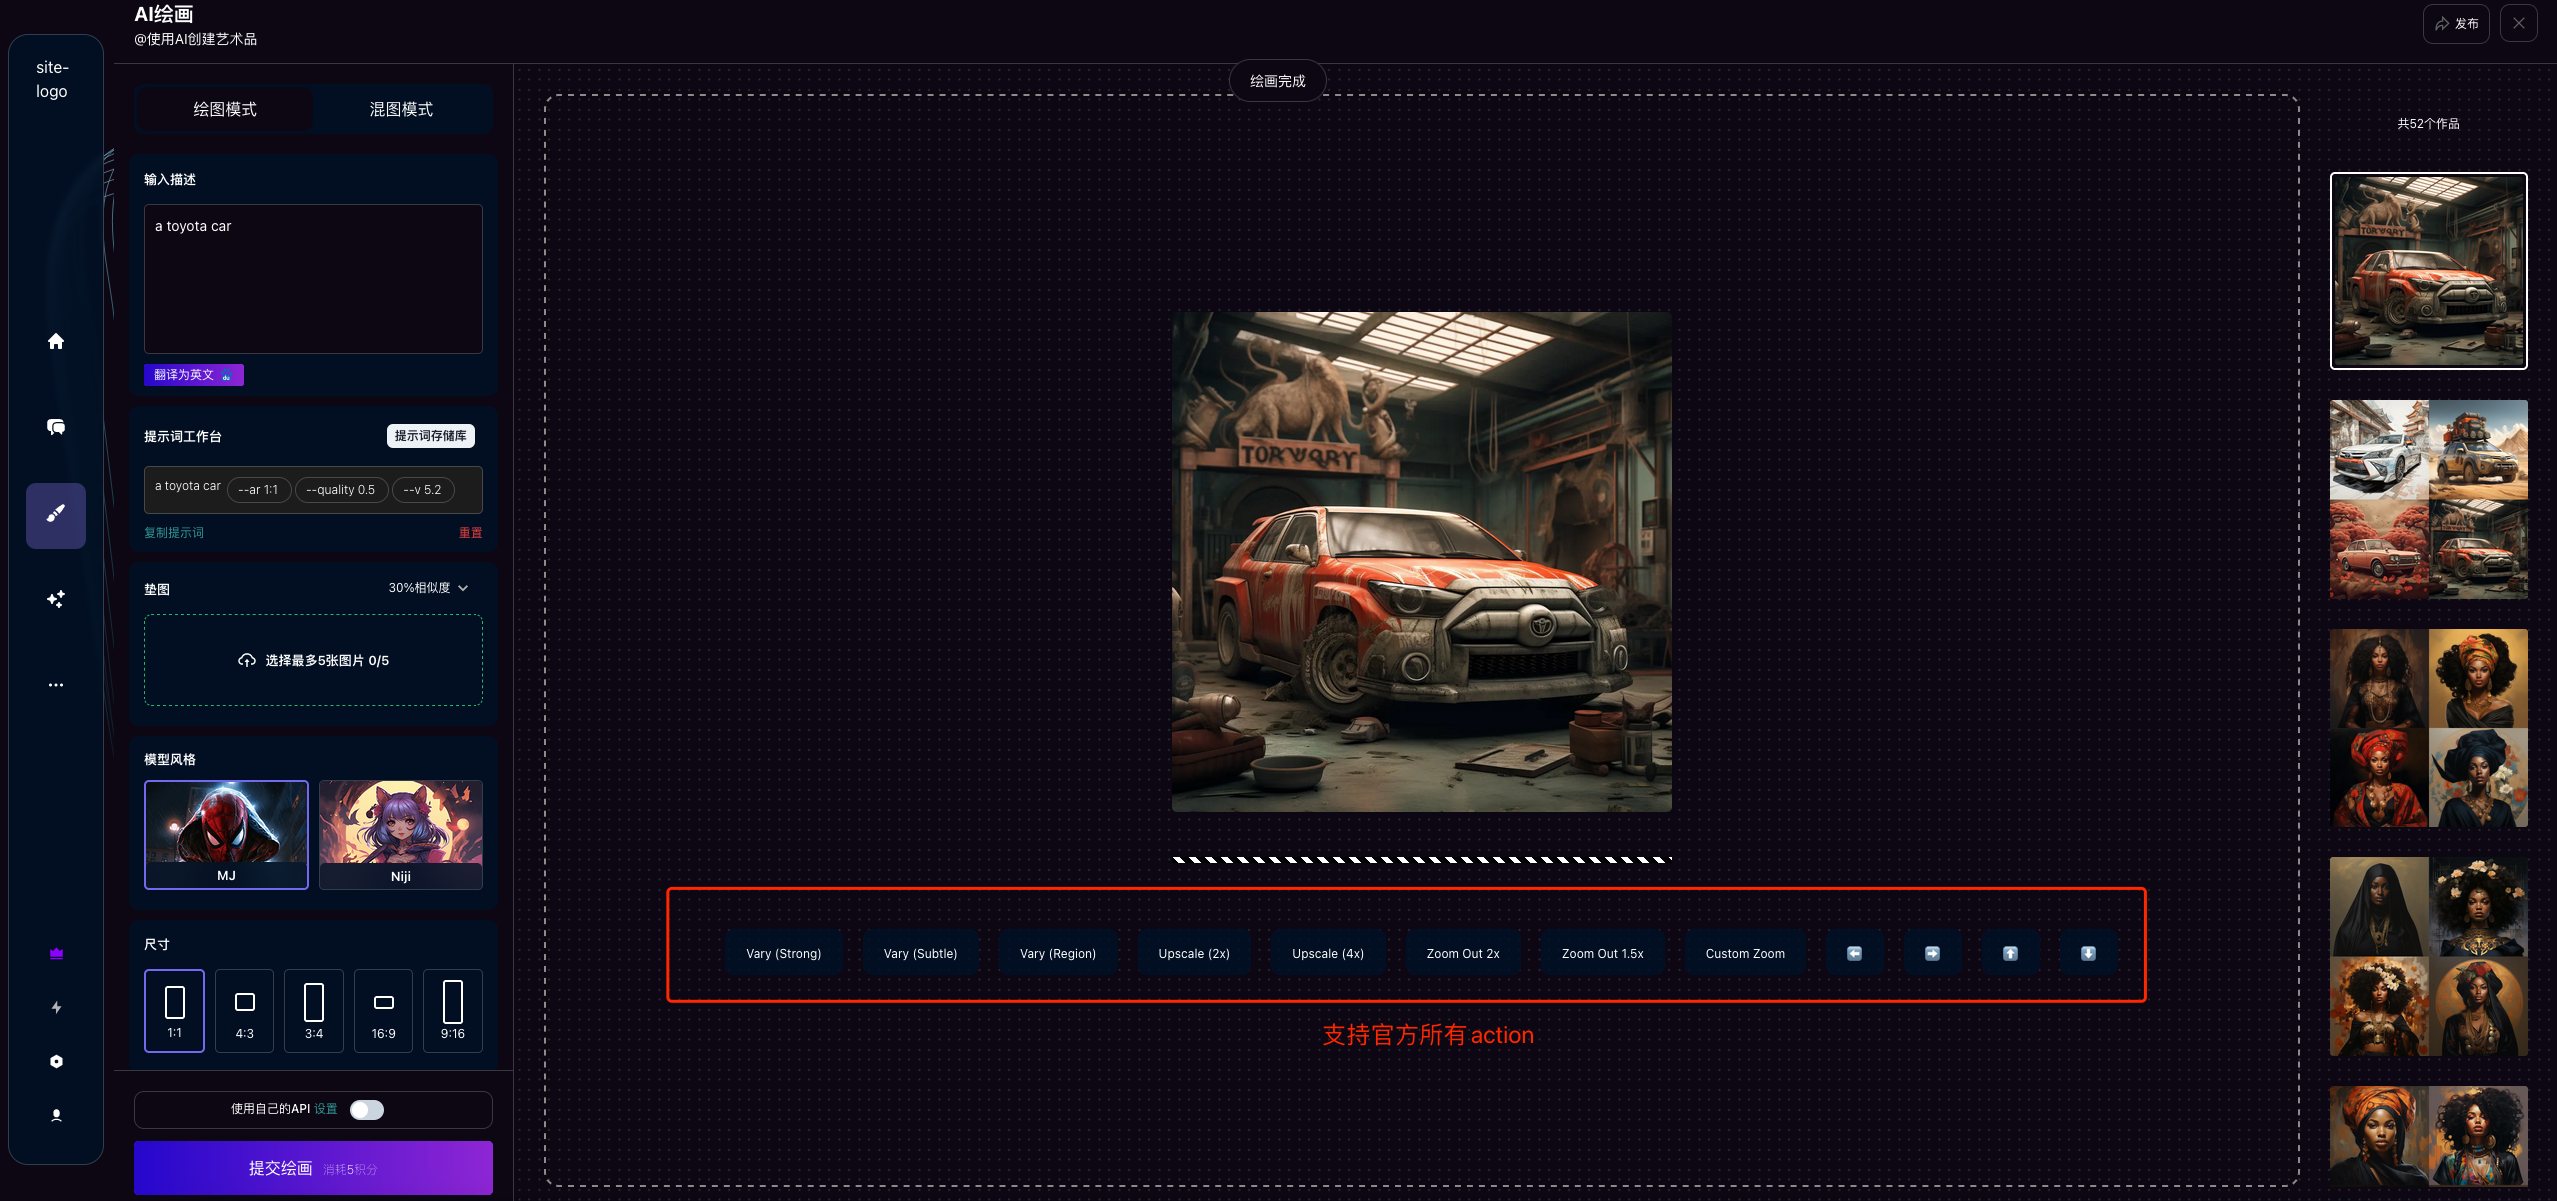 AI绘画
@使用AI创建艺术品
发布
site-
logo
绘图模式
混图模式
输入描述
a toyota car
翻译为英文
提示词工作台
提示词存储库
a toyota car --ar 1:1 --quality 0.5 --v 5.2
复制提示词
重置
垫图
30%相似度
选择最多5张图片 0/5
模型风格
MJ
Niji
尺寸
1:1
4:3
3:4
16:9
9:16
使用自己的API 设置
提交绘画 消耗5积分
绘画完成
TORWQRY
Vary (Strong)
Vary (Subtle)
Vary (Region)
Upscale (2x)
Upscale (4x)
Zoom Out 2x
Zoom Out 1.5x
Custom Zoom
支持官方所有action
共52个作品